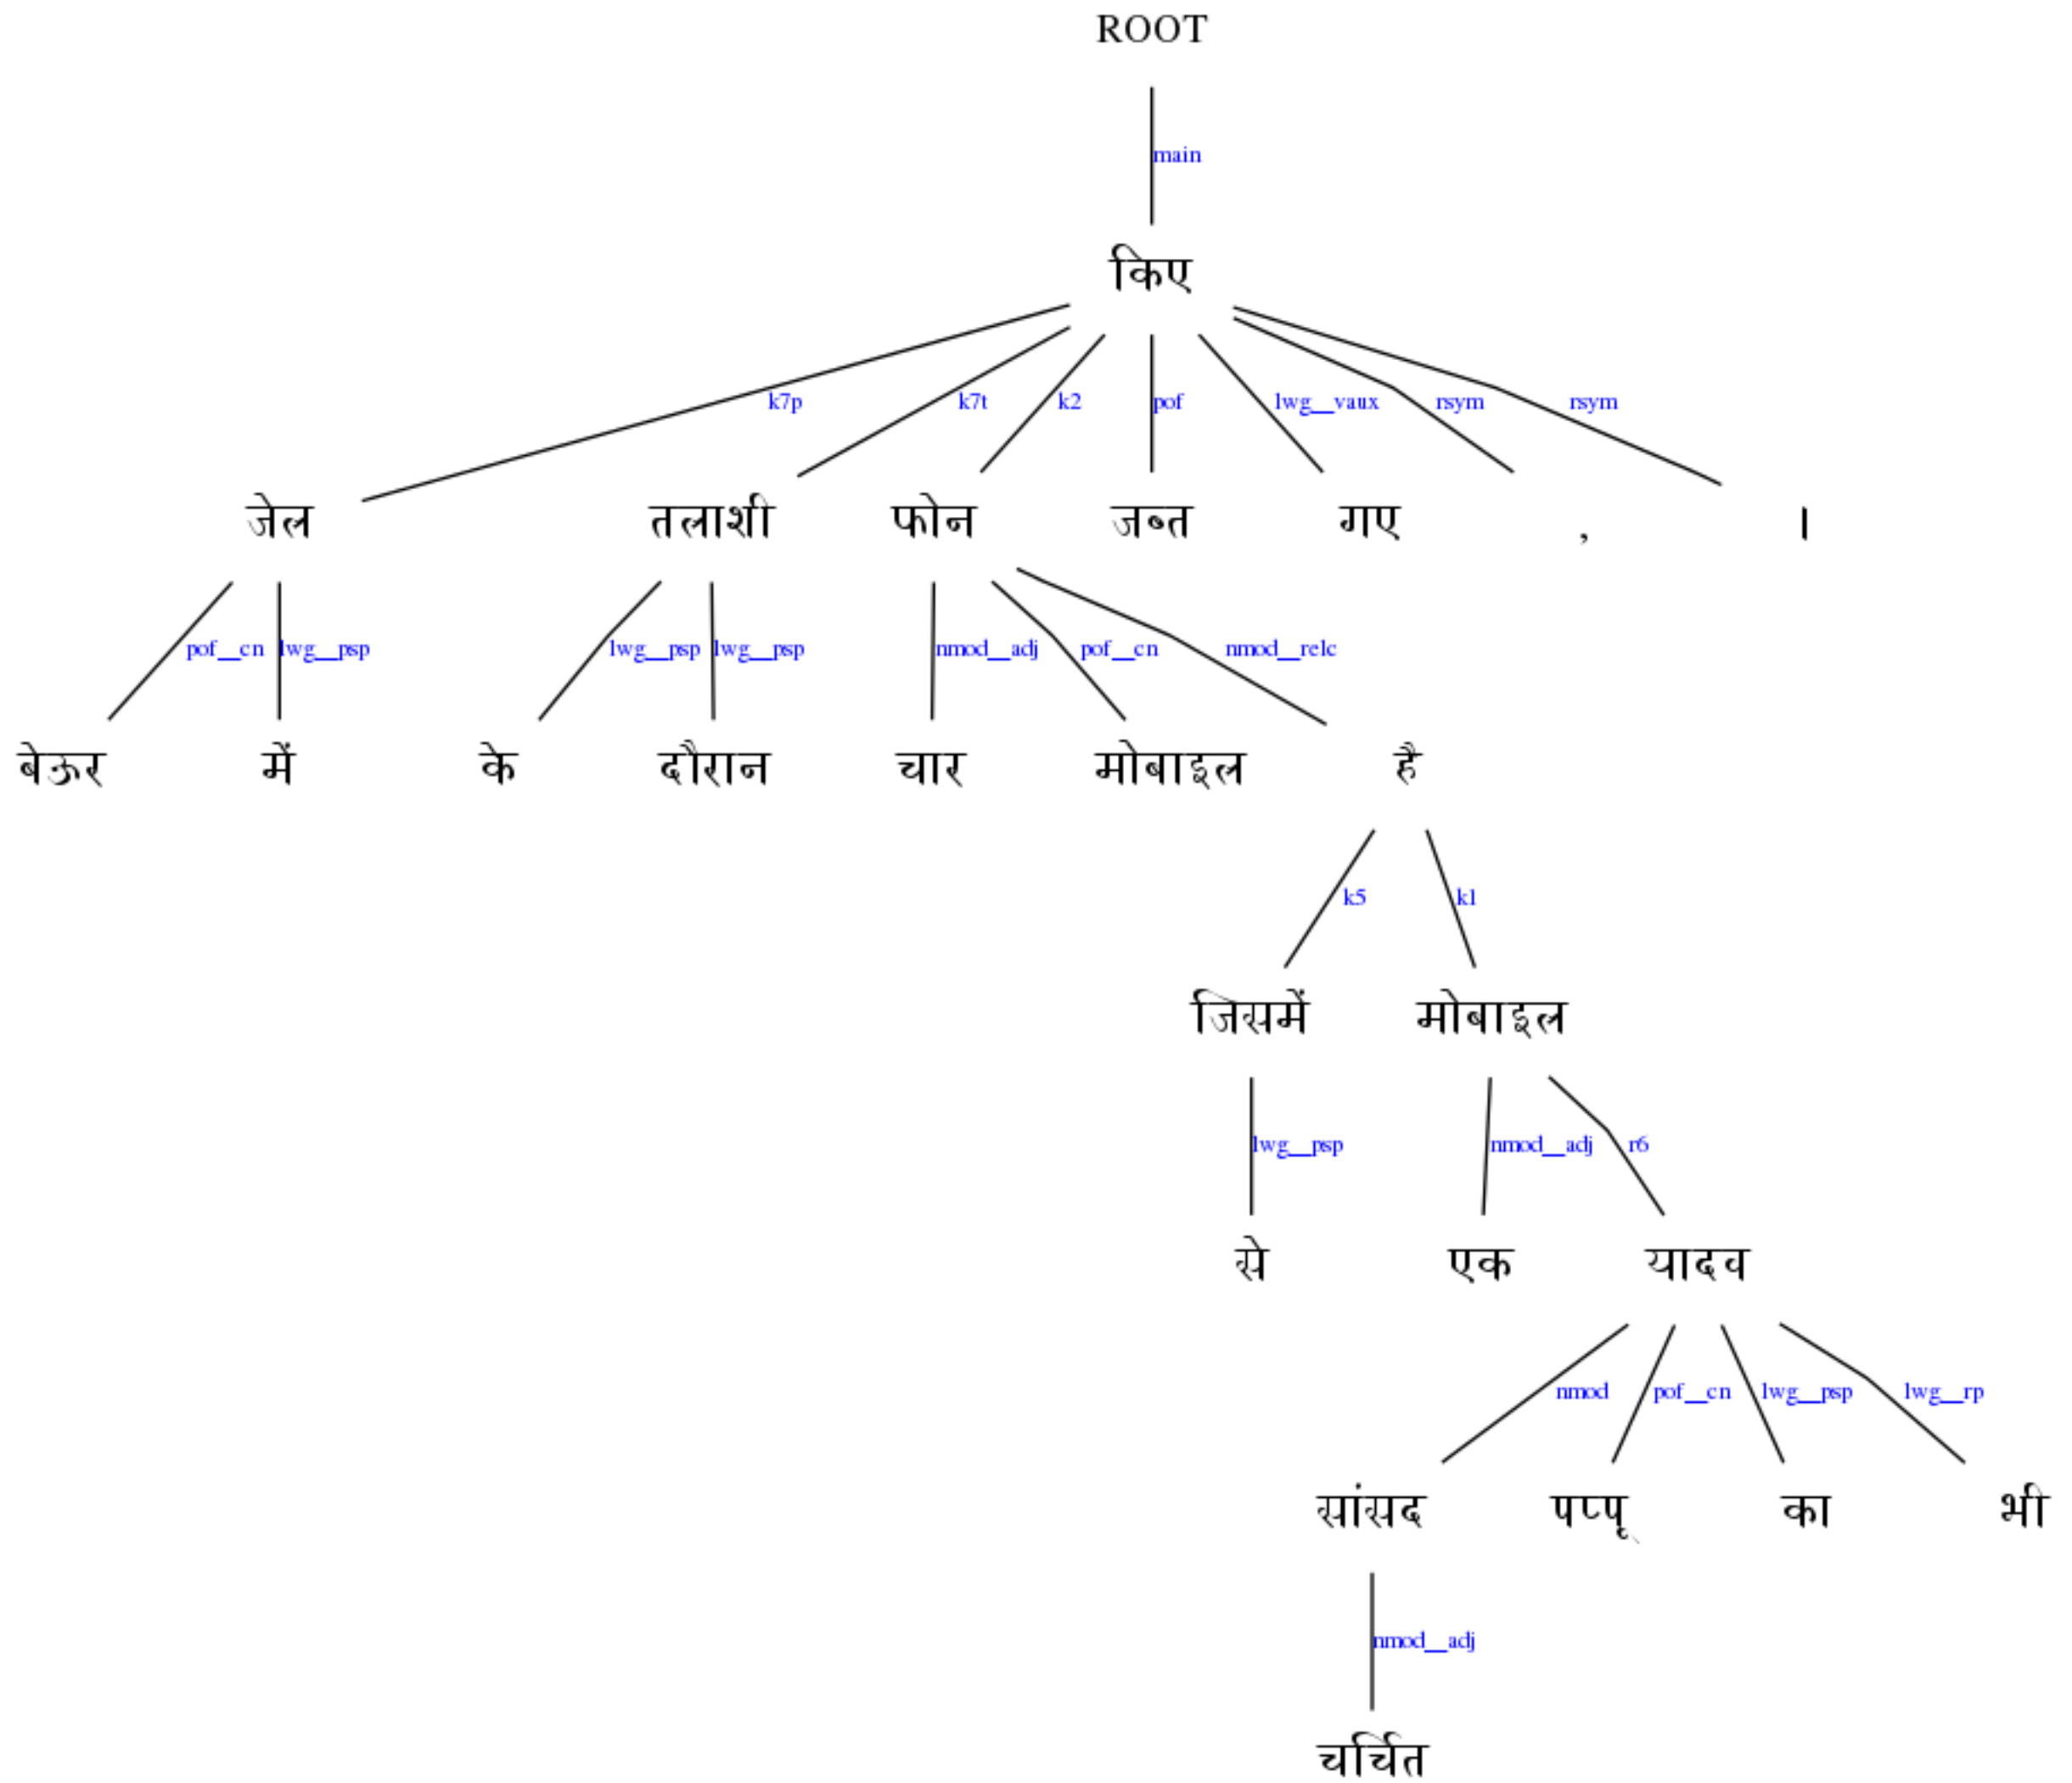 ROOT
main
किए
k7p k7t k2 pof lwg__vaux rsym rsym
जेल तलाशी फोन जब्त गए , ।
pof__cn lwg__psp lwg__psp lwg__psp nmod__adj pof__cn nmod__relc
बेऊर में के दौरान चार मोबाइल है
k5 k1
जिसमें मोबाइल
lwg__psp nmod__adj r6
से एक यादव
nmod pof__cn lwg__psp lwg__rp
सांसद पप्पू का भी
nmod__adj
चर्चित